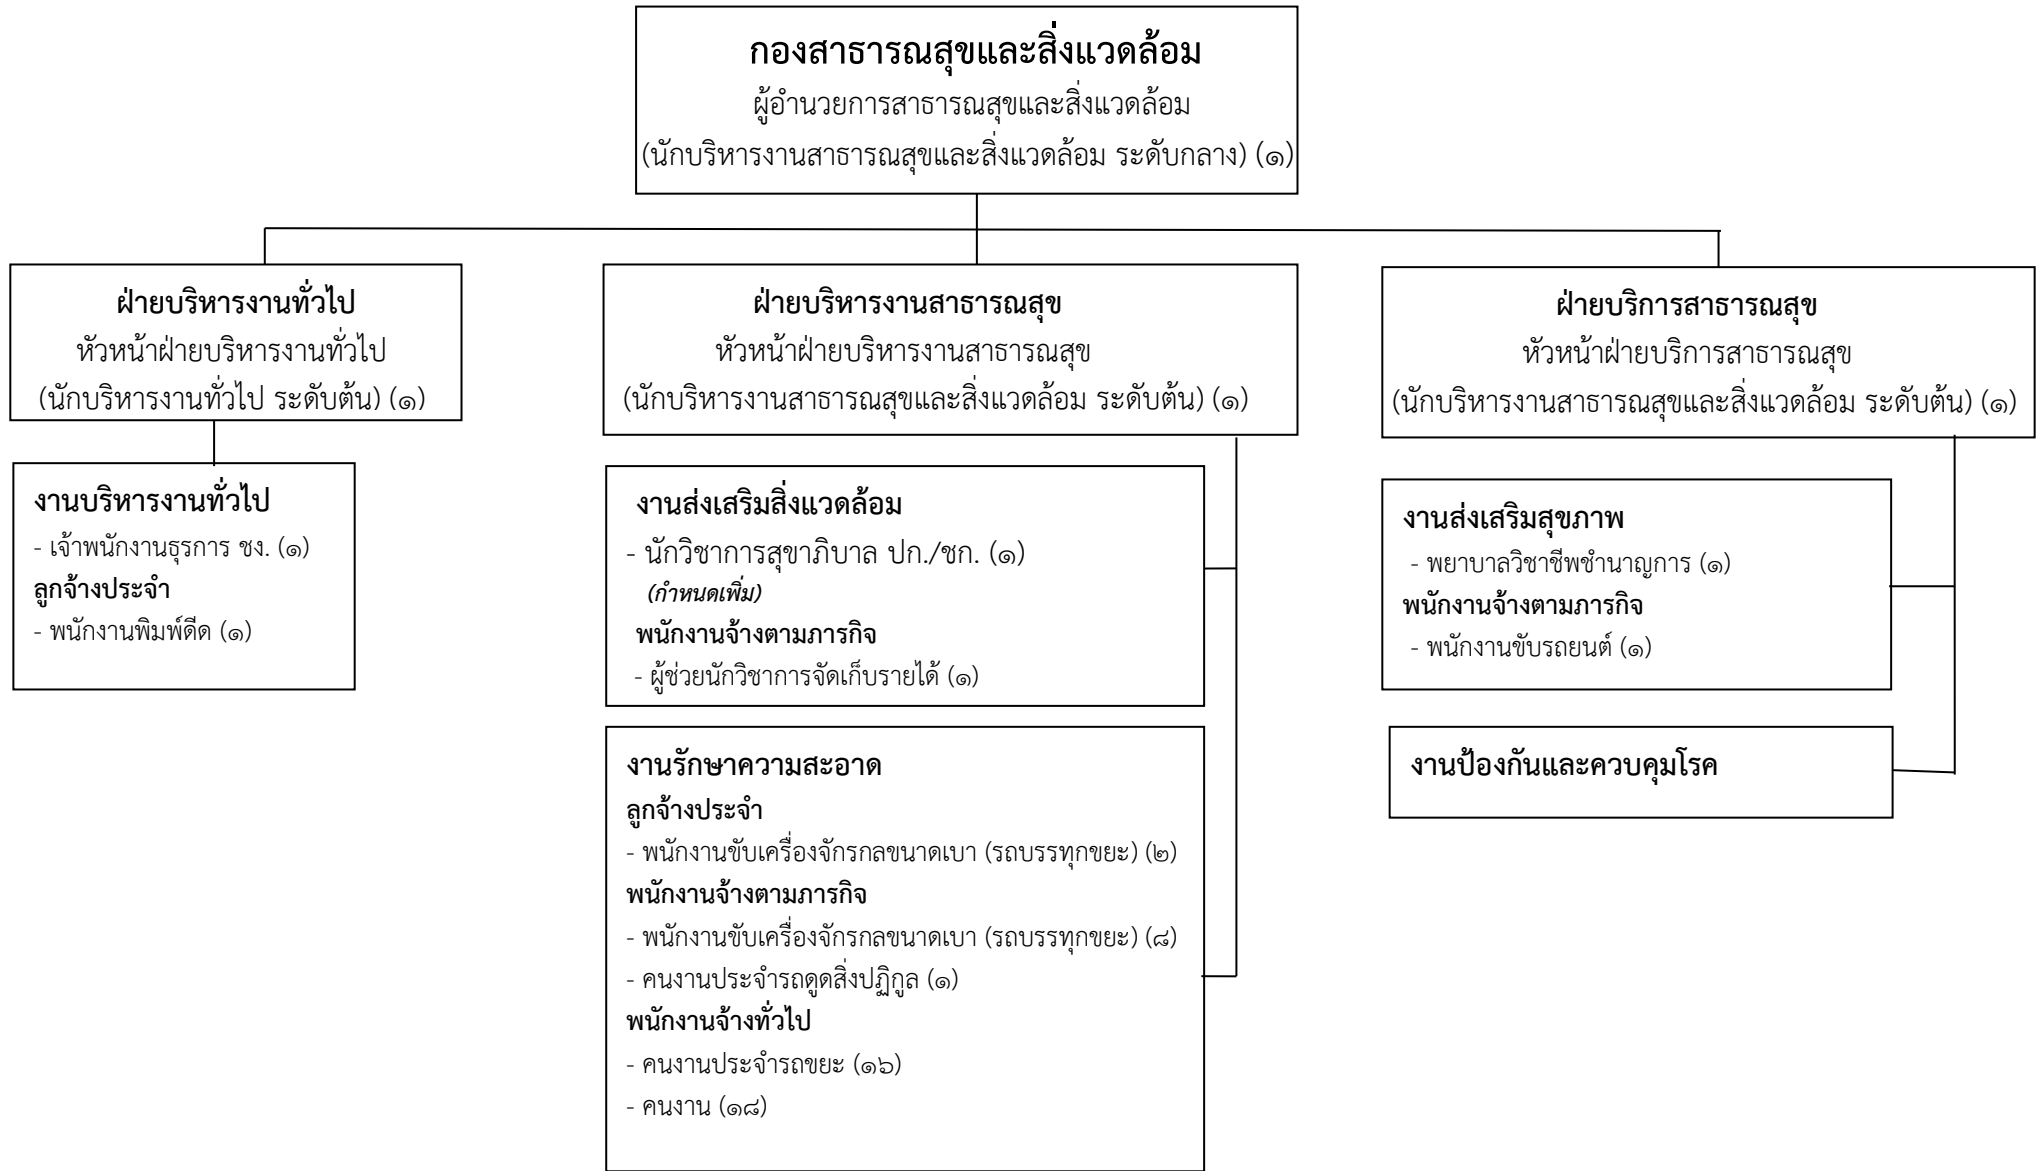 กองสาธารณสุขและสิ่งแวดล้อม
ผู้อำนวยการสาธารณสุขและสิ่งแวดล้อม
(นักบริหารงานสาธารณสุขและสิ่งแวดล้อม ระดับกลาง) (๑)
ฝ่ายบริหารงานทั่วไป
หัวหน้าฝ่ายบริหารงานทั่วไป
(นักบริหารงานทั่วไป ระดับต้น) (๑)
งานบริหารงานทั่วไป
- เจ้าพนักงานธุรการ ชง. (๑)
ลูกจ้างประจำ
- พนักงานพิมพ์ดีด (๑)
ฝ่ายบริหารงานสาธารณสุข
หัวหน้าฝ่ายบริหารงานสาธารณสุข
(นักบริหารงานสาธารณสุขและสิ่งแวดล้อม ระดับต้น) (๑)
งานส่งเสริมสิ่งแวดล้อม
- นักวิชาการสุขาภิบาล ปก./ชก. (๑)
(กำหนดเพิ่ม)
พนักงานจ้างตามภารกิจ
- ผู้ช่วยนักวิชาการจัดเก็บรายได้ (๑)
งานรักษาความสะอาด
ลูกจ้างประจำ
- พนักงานขับเครื่องจักรกลขนาดเบา (รถบรรทุกขยะ) (๒)
พนักงานจ้างตามภารกิจ
- พนักงานขับเครื่องจักรกลขนาดเบา (รถบรรทุกขยะ) (๘)
- คนงานประจำรถดูดสิ่งปฏิกูล (๑)
พนักงานจ้างทั่วไป
- คนงานประจำรถขยะ (๑๖)
- คนงาน (๑๘)
ฝ่ายบริการสาธารณสุข
หัวหน้าฝ่ายบริการสาธารณสุข
(นักบริหารงานสาธารณสุขและสิ่งแวดล้อม ระดับต้น) (๑)
งานส่งเสริมสุขภาพ
- พยาบาลวิชาชีพชำนาญการ (๑)
พนักงานจ้างตามภารกิจ
- พนักงานขับรถยนต์ (๑)
งานป้องกันและควบคุมโรค